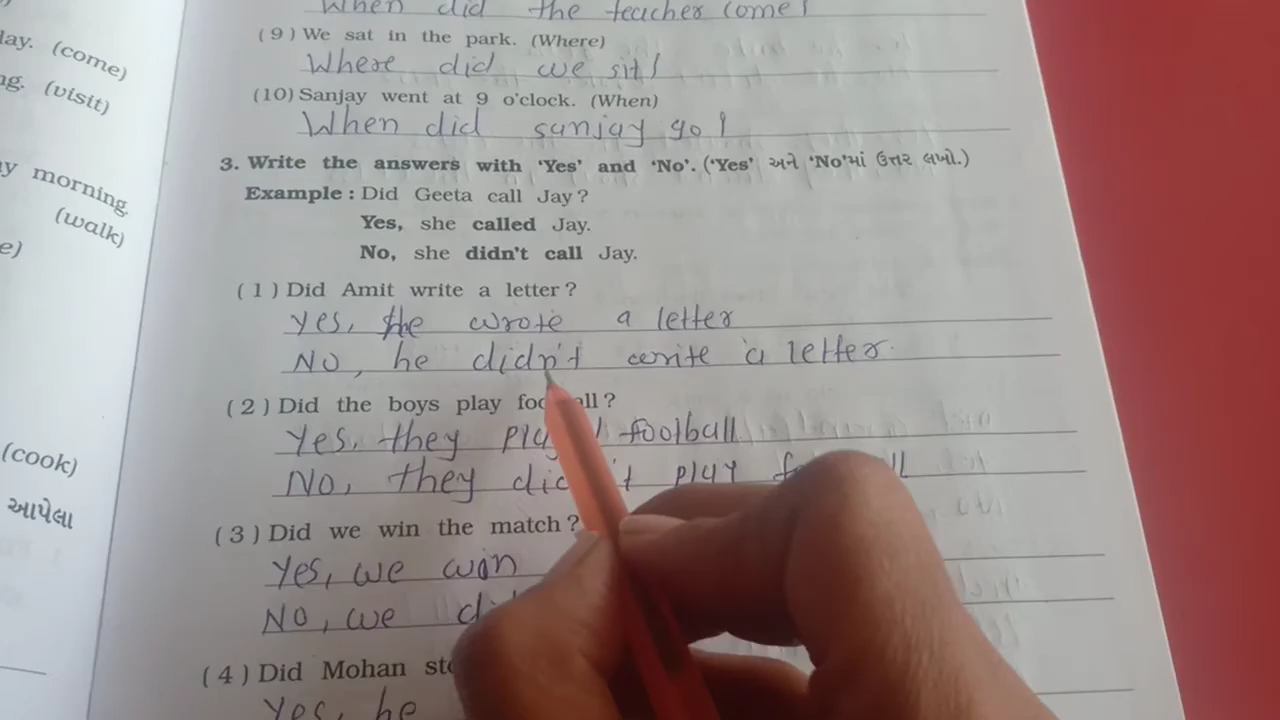 When did the teacher come?
lay. (come)
(9) We sat in the park. (Where)
Where did we sit?
ng. (visit)
(10) Sanjay went at 9 o'clock. (When)
When did sanjay go?
y morning.
(walk)
3. Write the answers with 'Yes' and 'No'. ('Yes' અને 'No'માં ઉત્તર લખો.)
Example : Did Geeta call Jay?
Yes, she called Jay.
e)
No, she didn't call Jay.
(1) Did Amit write a letter?
Yes, he wrote a letter
No, he didn't write a letter.
(2) Did the boys play
Yes, they football
(cook)
No, they play
આપેલા
(3) Did we win the match?
Yes, we won
No, we
(4) Did Mohan
Yes, he